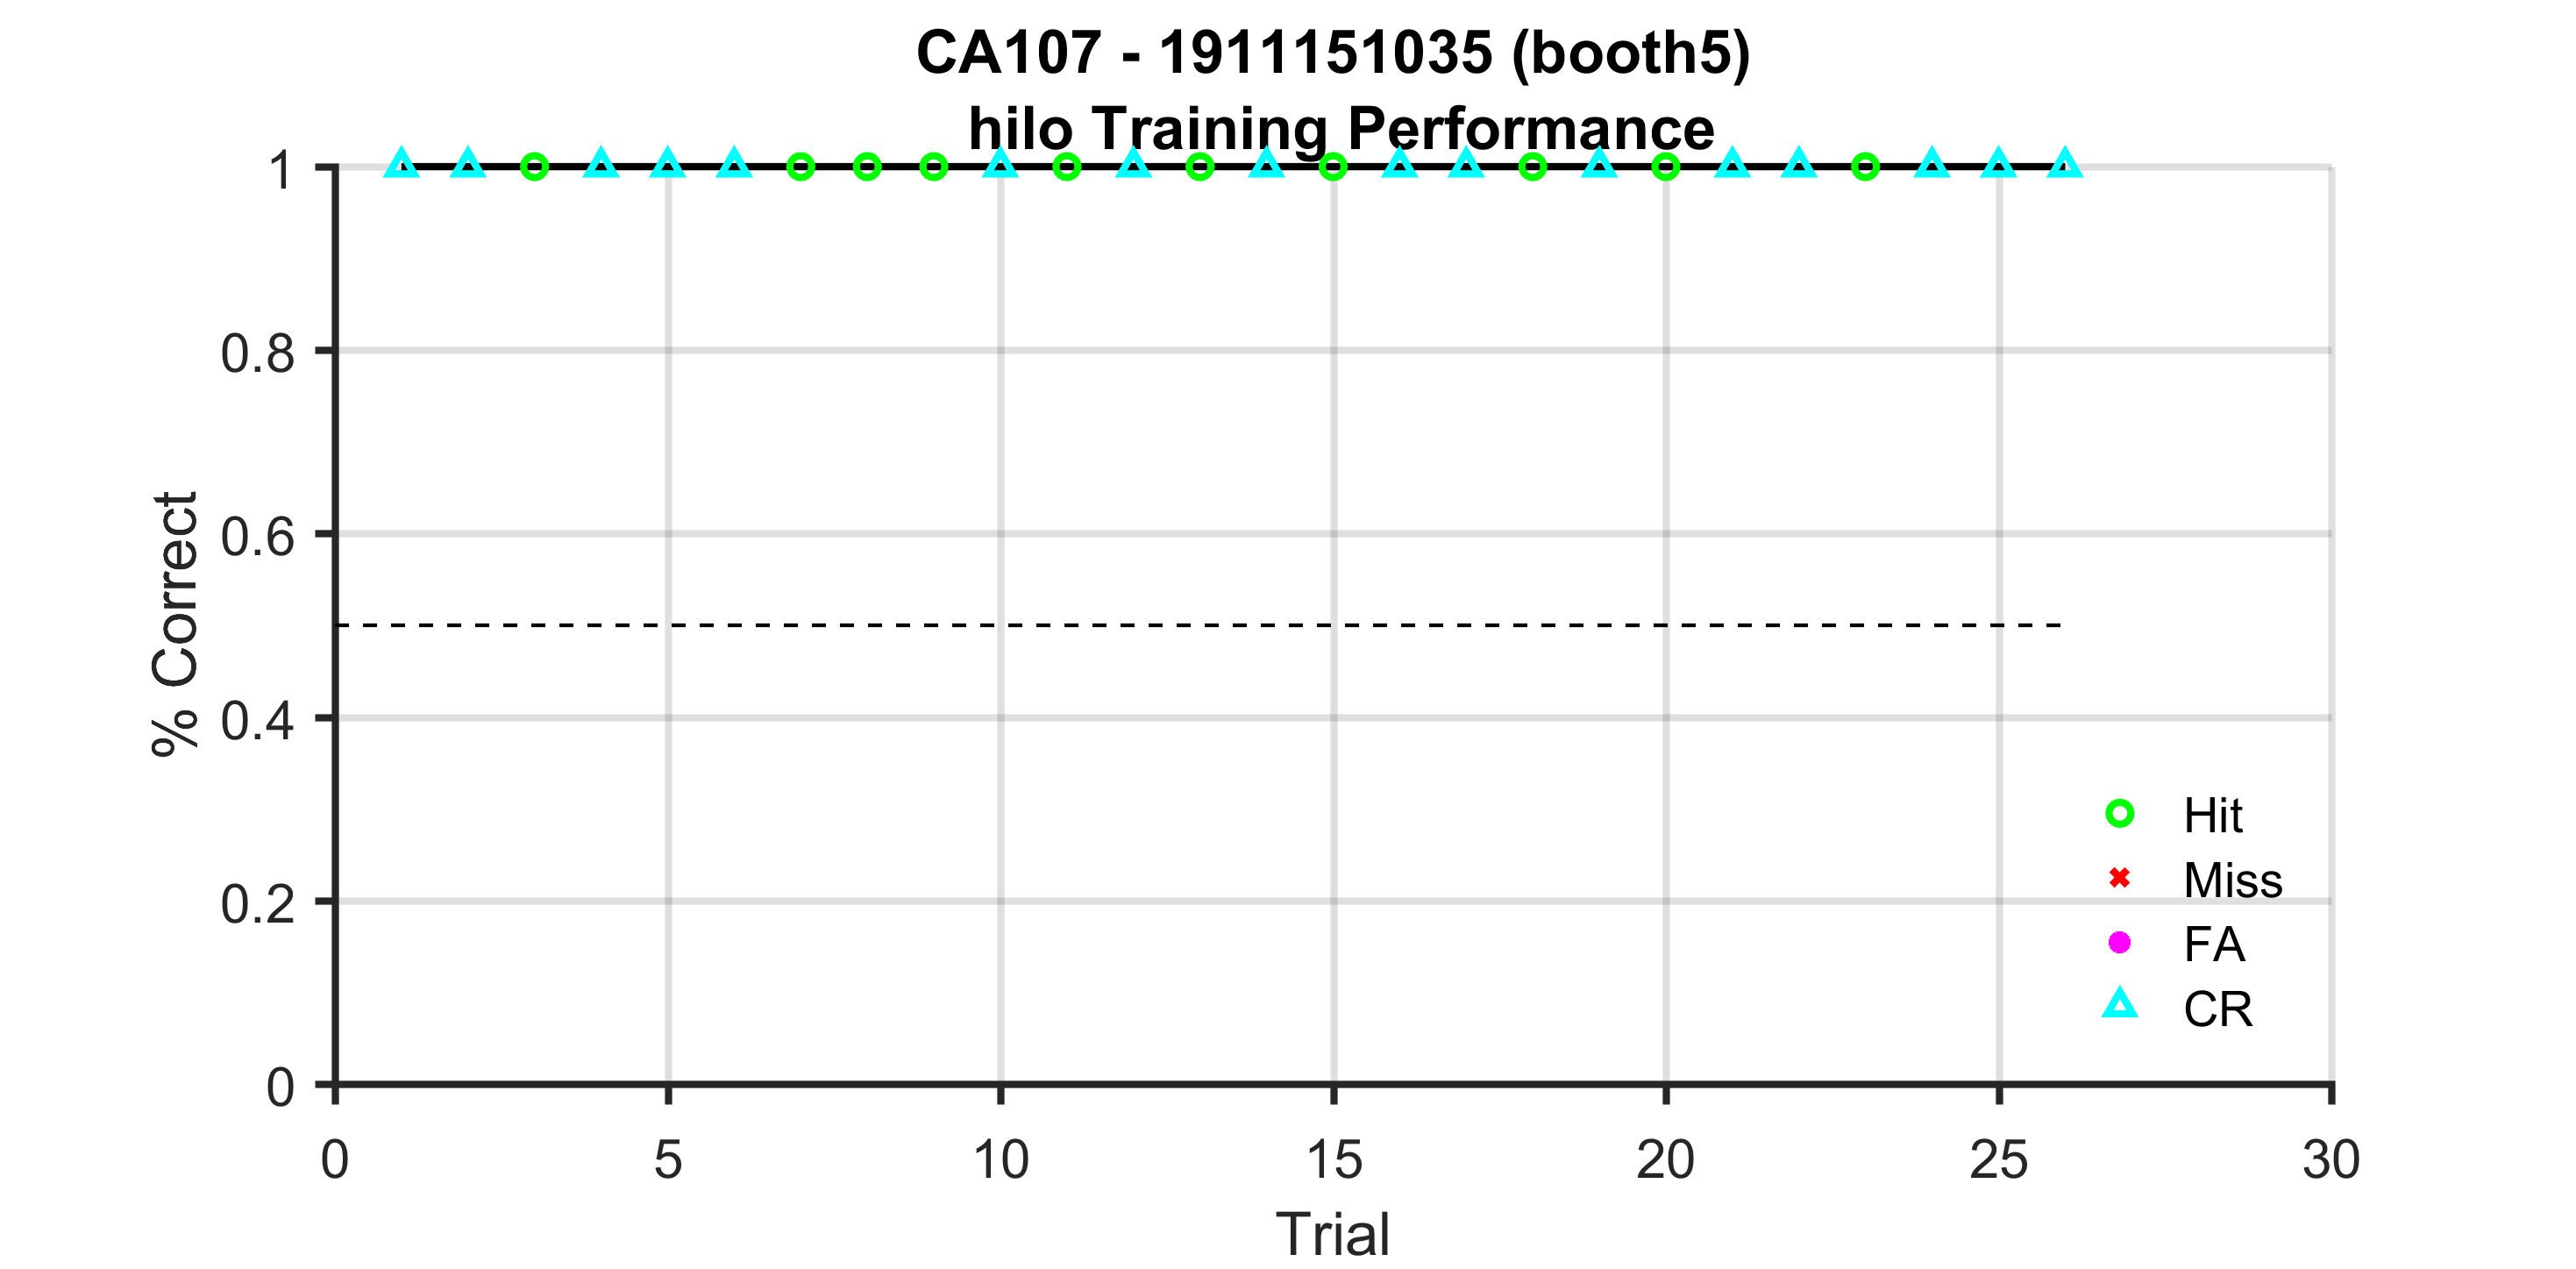 CA107 - 1911151035 (booth5)
hilo Training Performance
1
0.8
0.6
0.4
0.2
0
% Correct
Hit
Miss
FA
CR
0 5 10 15 20 25 30
Trial